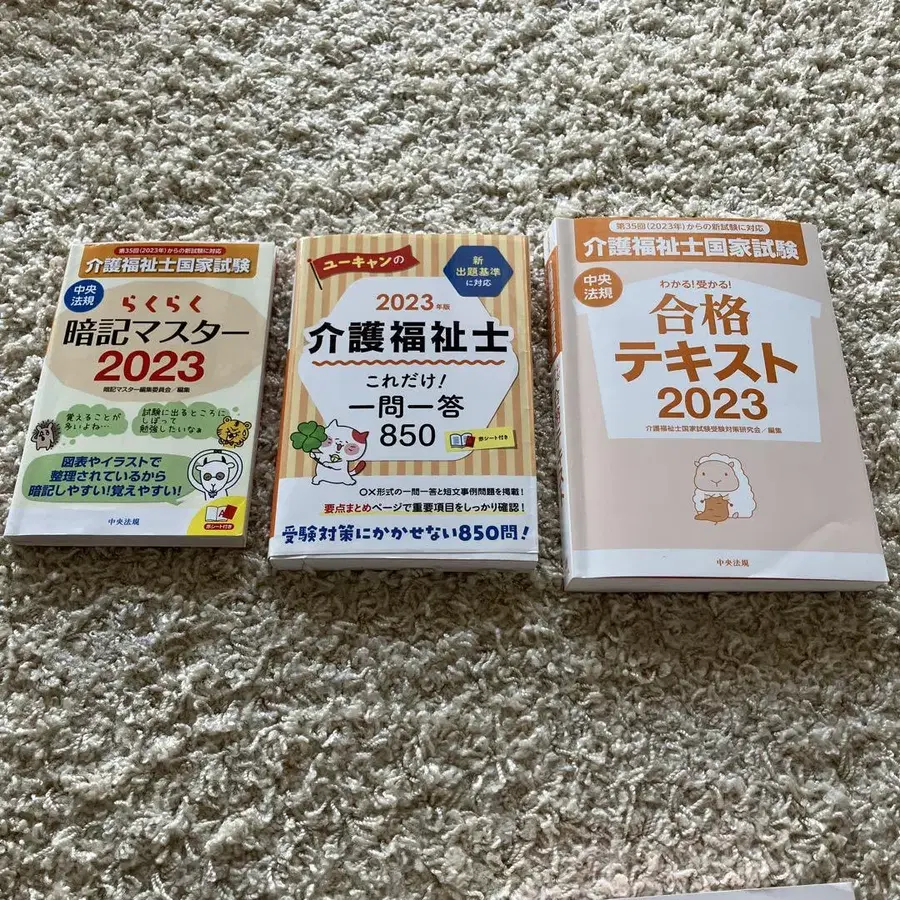 第35回(2023年)からの新試験に対応
介護福祉士国家試験
中央
法規
らくらく
暗記マスター
2023
暗記マスター編集委員会/編集
覚えることが
多いよね…
試験に出るところに
しぼって
勉強したいなぁ
図表やイラストで
整理されているから
暗記しやすい!覚えやすい!
赤シート付き
中央法規
ユーキャンの
新
出題基準
に対応
2023年版
介護福祉士
これだけ!
一問一答
850
赤シート付き
〇×形式の一問一答と短文事例問題を掲載!
要点まとめページで重要項目をしっかり確認!
受験対策にかかせない850問!
第35回(2023年)からの新試験に対応
介護福祉士国家試験
中央
法規
わかる!受かる!
合格
テキスト
2023
介護福祉士国家試験受験対策研究会/編集
中央法規